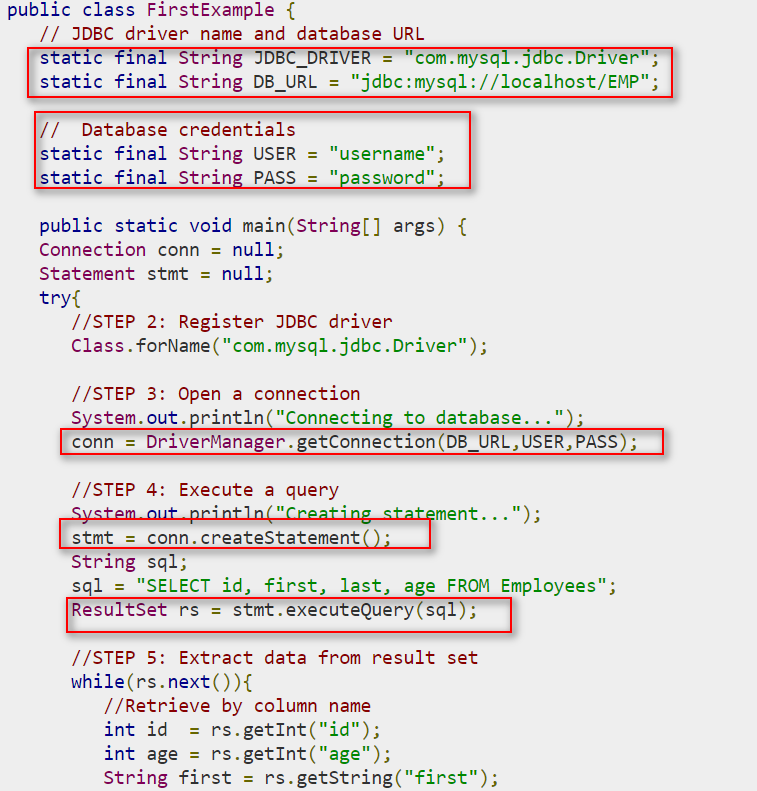 public class FirstExample {
// JDBC driver name and database URL
static final String JDBC_DRIVER = "com.mysql.jdbc.Driver";
static final String DB_URL = "jdbc:mysql://localhost/EMP";
//  Database credentials
static final String USER = "username";
static final String PASS = "password";
public static void main(String[] args) {
Connection conn = null;
Statement stmt = null;
try{
//STEP 2: Register JDBC driver
Class.forName("com.mysql.jdbc.Driver");
//STEP 3: Open a connection
System.out.println("Connecting to database...");
conn = DriverManager.getConnection(DB_URL,USER,PASS);
//STEP 4: Execute a query
System.out.println("Creating statement...");
stmt = conn.createStatement();
String sql;
sql = "SELECT id, first, last, age FROM Employees";
ResultSet rs = stmt.executeQuery(sql);
//STEP 5: Extract data from result set
while(rs.next()){
//Retrieve by column name
int id  = rs.getInt("id");
int age = rs.getInt("age");
String first = rs.getString("first");